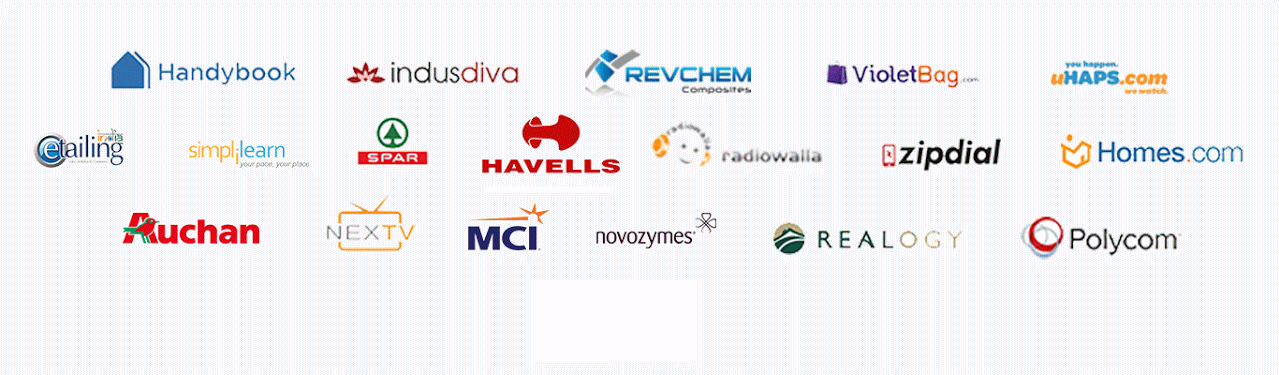 Handybook
indusdiva
REVCHEM
Composites
VioletBag.com
you happen.
uHAPS.com
we watch.
india
etailing
simplilearn
your pace, your place
SPAR
HAVELLS
radiowalla
radiowalla
zipdial
Homes.com
Auchan
NEXTV
MCI
novozymes
REALOGY
Polycom